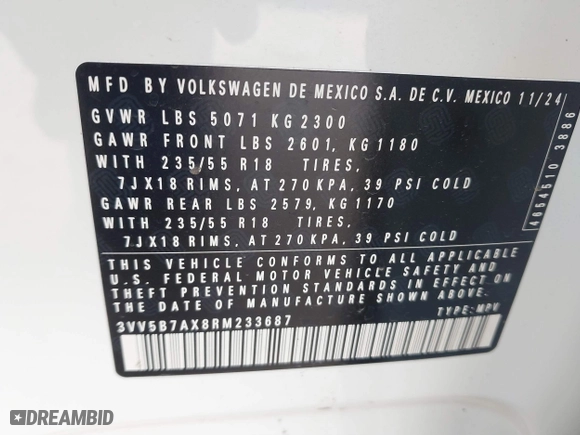 MFD BY VOLKSWAGEN DE MEXICO S.A. DE C.V. MEXICO 11/24
GVWR LBS 5071 KG 2300
GAWR FRONT LBS 2601, KG 1180
WITH 235/55 R18 TIRES,
7JX18 RIMS, AT 270 KPA, 39 PSI COLD
GAWR REAR LBS 2579, KG 1170
WITH 235/55 R18 TIRES,
7JX18 RIMS, AT 270 KPA, 39 PSI COLD
THIS VEHICLE CONFORMS TO ALL APPLICABLE
U.S. FEDERAL MOTOR VEHICLE SAFETY AND
THEFT PREVENTION STANDARDS IN EFFECT ON
THE DATE OF MANUFACTURE SHOWN ABOVE.
3VV5B7AX8RM233687 TYPE:MPV
4654510 3886
DREAMBID